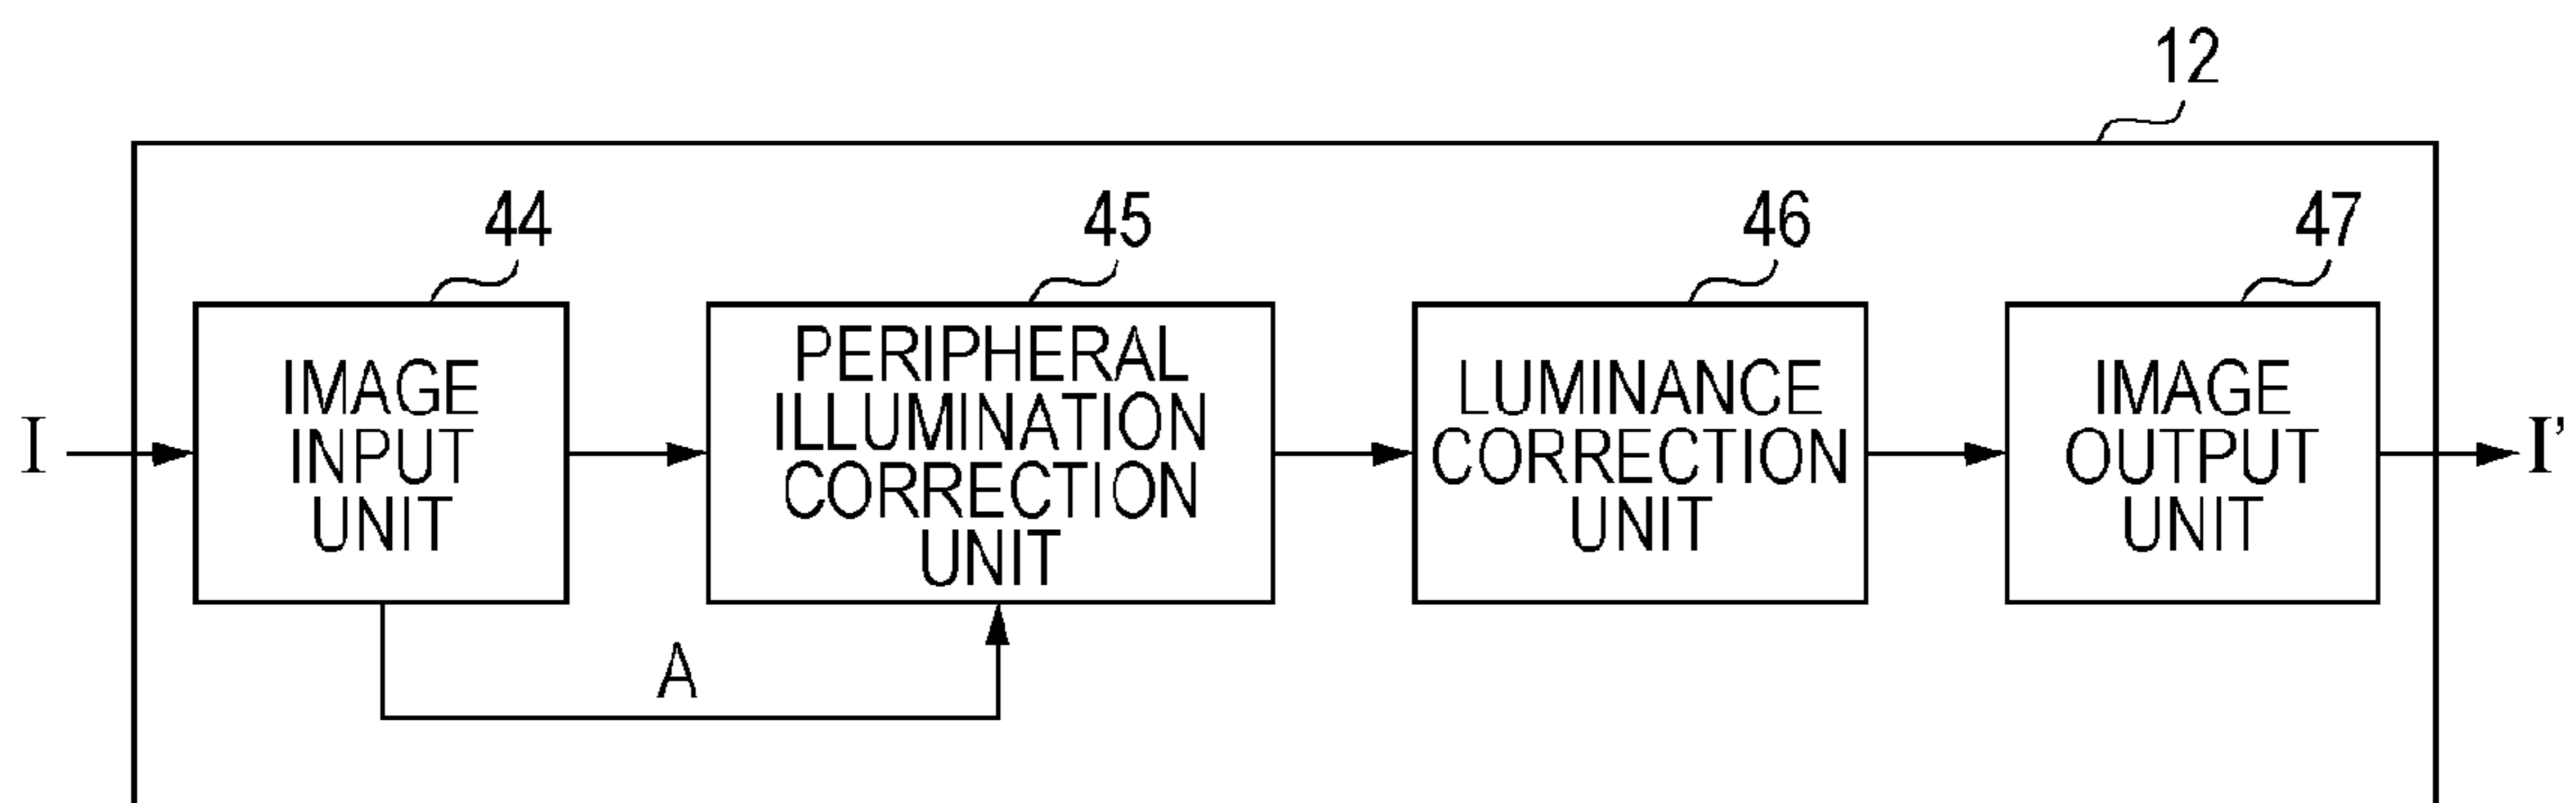 12
44
45
46
47
I
IMAGE
INPUT
UNIT
PERIPHERAL
ILLUMINATION
CORRECTION
UNIT
LUMINANCE
CORRECTION
UNIT
IMAGE
OUTPUT
UNIT
I’
A